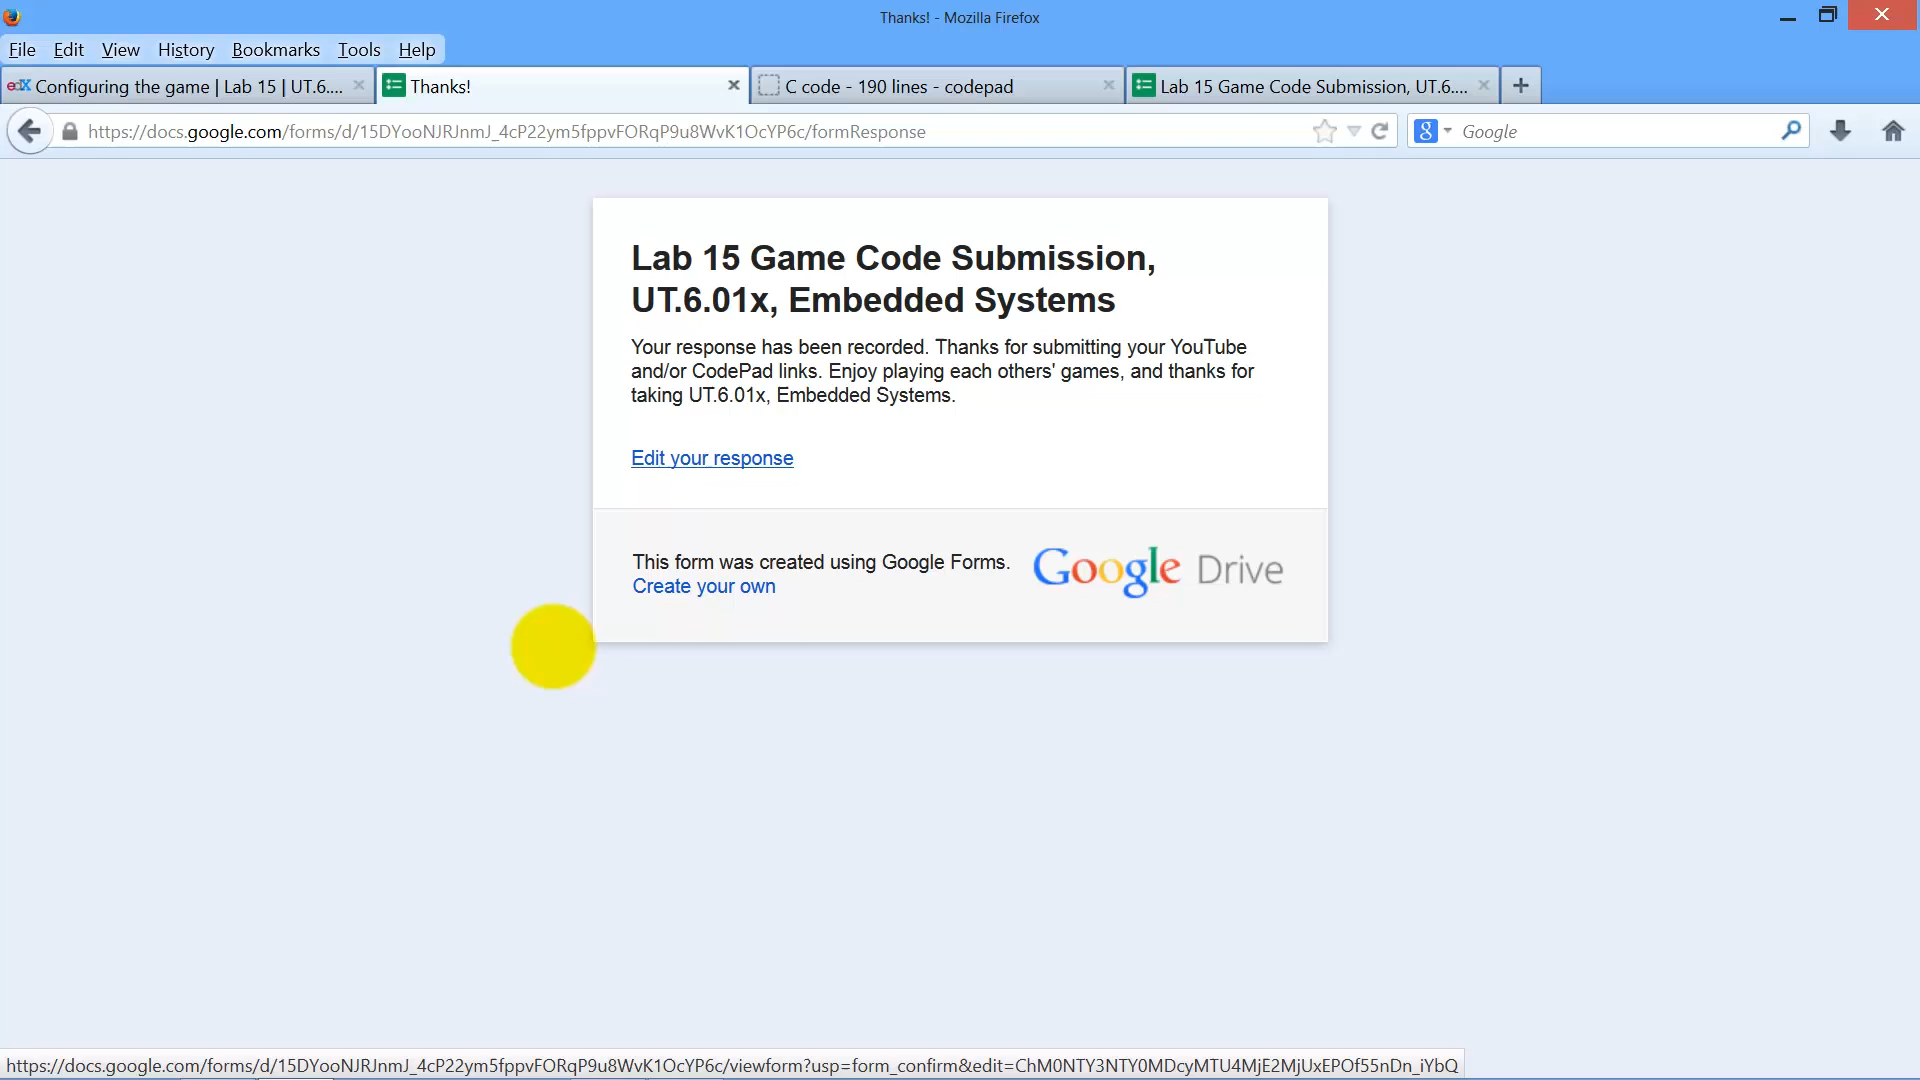 Thanks! - Mozilla Firefox
File Edit View History Bookmarks Tools Help
edX Configuring the game | Lab 15 | UT.6.... Thanks! C code - 190 lines - codepad Lab 15 Game Code Submission, UT.6....
https://docs.google.com/forms/d/15DYooNJRJnmJ_4cP22ym5fppvFORqP9u8WvK1OcYP6c/formResponse 8 Google
Lab 15 Game Code Submission,
UT.6.01x, Embedded Systems
Your response has been recorded. Thanks for submitting your YouTube
and/or CodePad links. Enjoy playing each others' games, and thanks for
taking UT.6.01x, Embedded Systems.
Edit your response
This form was created using Google Forms.
Create your own
Google Drive
https://docs.google.com/forms/d/15DYooNJRJnmJ_4cP22ym5fppvFORqP9u8WvK1OcYP6c/viewform?usp=form_confirm&edit=ChM0NTY3NTY0MDcyMTU4MjE2MjUxEPOf55nDn_iYbQ